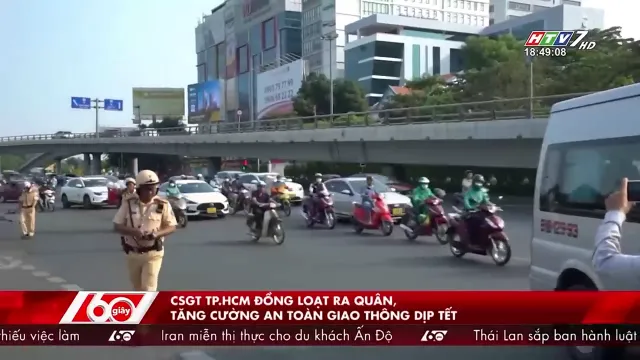 HTV7 HD
18:49:08
60 giây
CSGT TP.HCM ĐỒNG LOẠT RA QUÂN,
TĂNG CƯỜNG AN TOÀN GIAO THÔNG DỊP TẾT
thiếu việc làm
Iran miễn thị thực cho du khách Ấn Độ
Thái Lan sắp ban hành luật